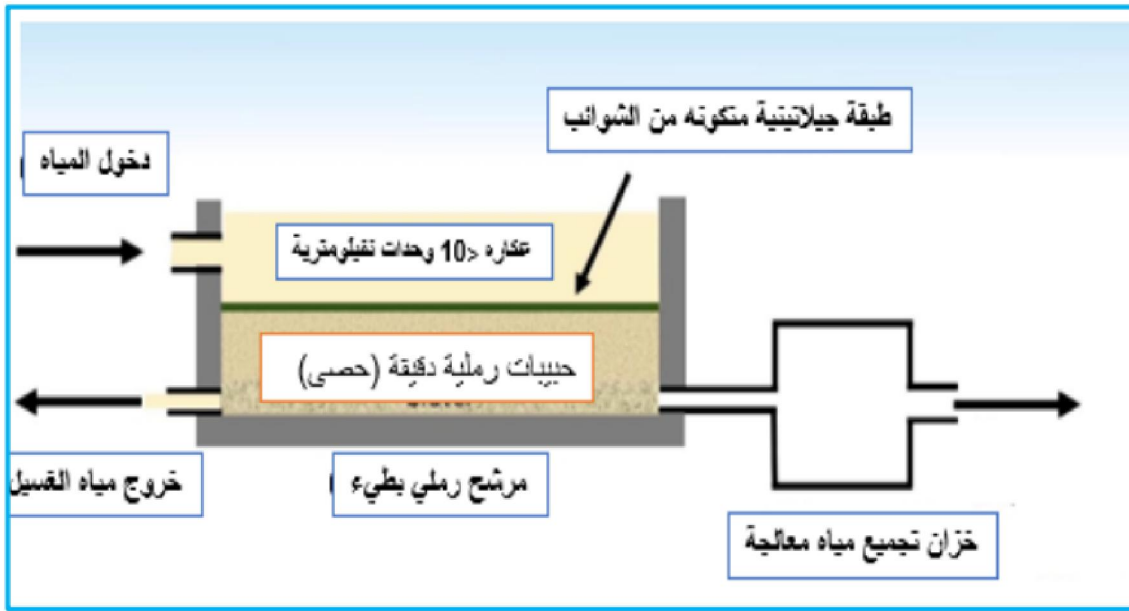 طبقة جيلاتينية متكونه من الشوائب
دخول المياه
عكاره <10 وحدات تفيلومترية
حبيبات رملية دقيقة (حصى)
خروج مياه الغسيل
مرشح رملي بطيء
خزان تجميع مياه معالجة